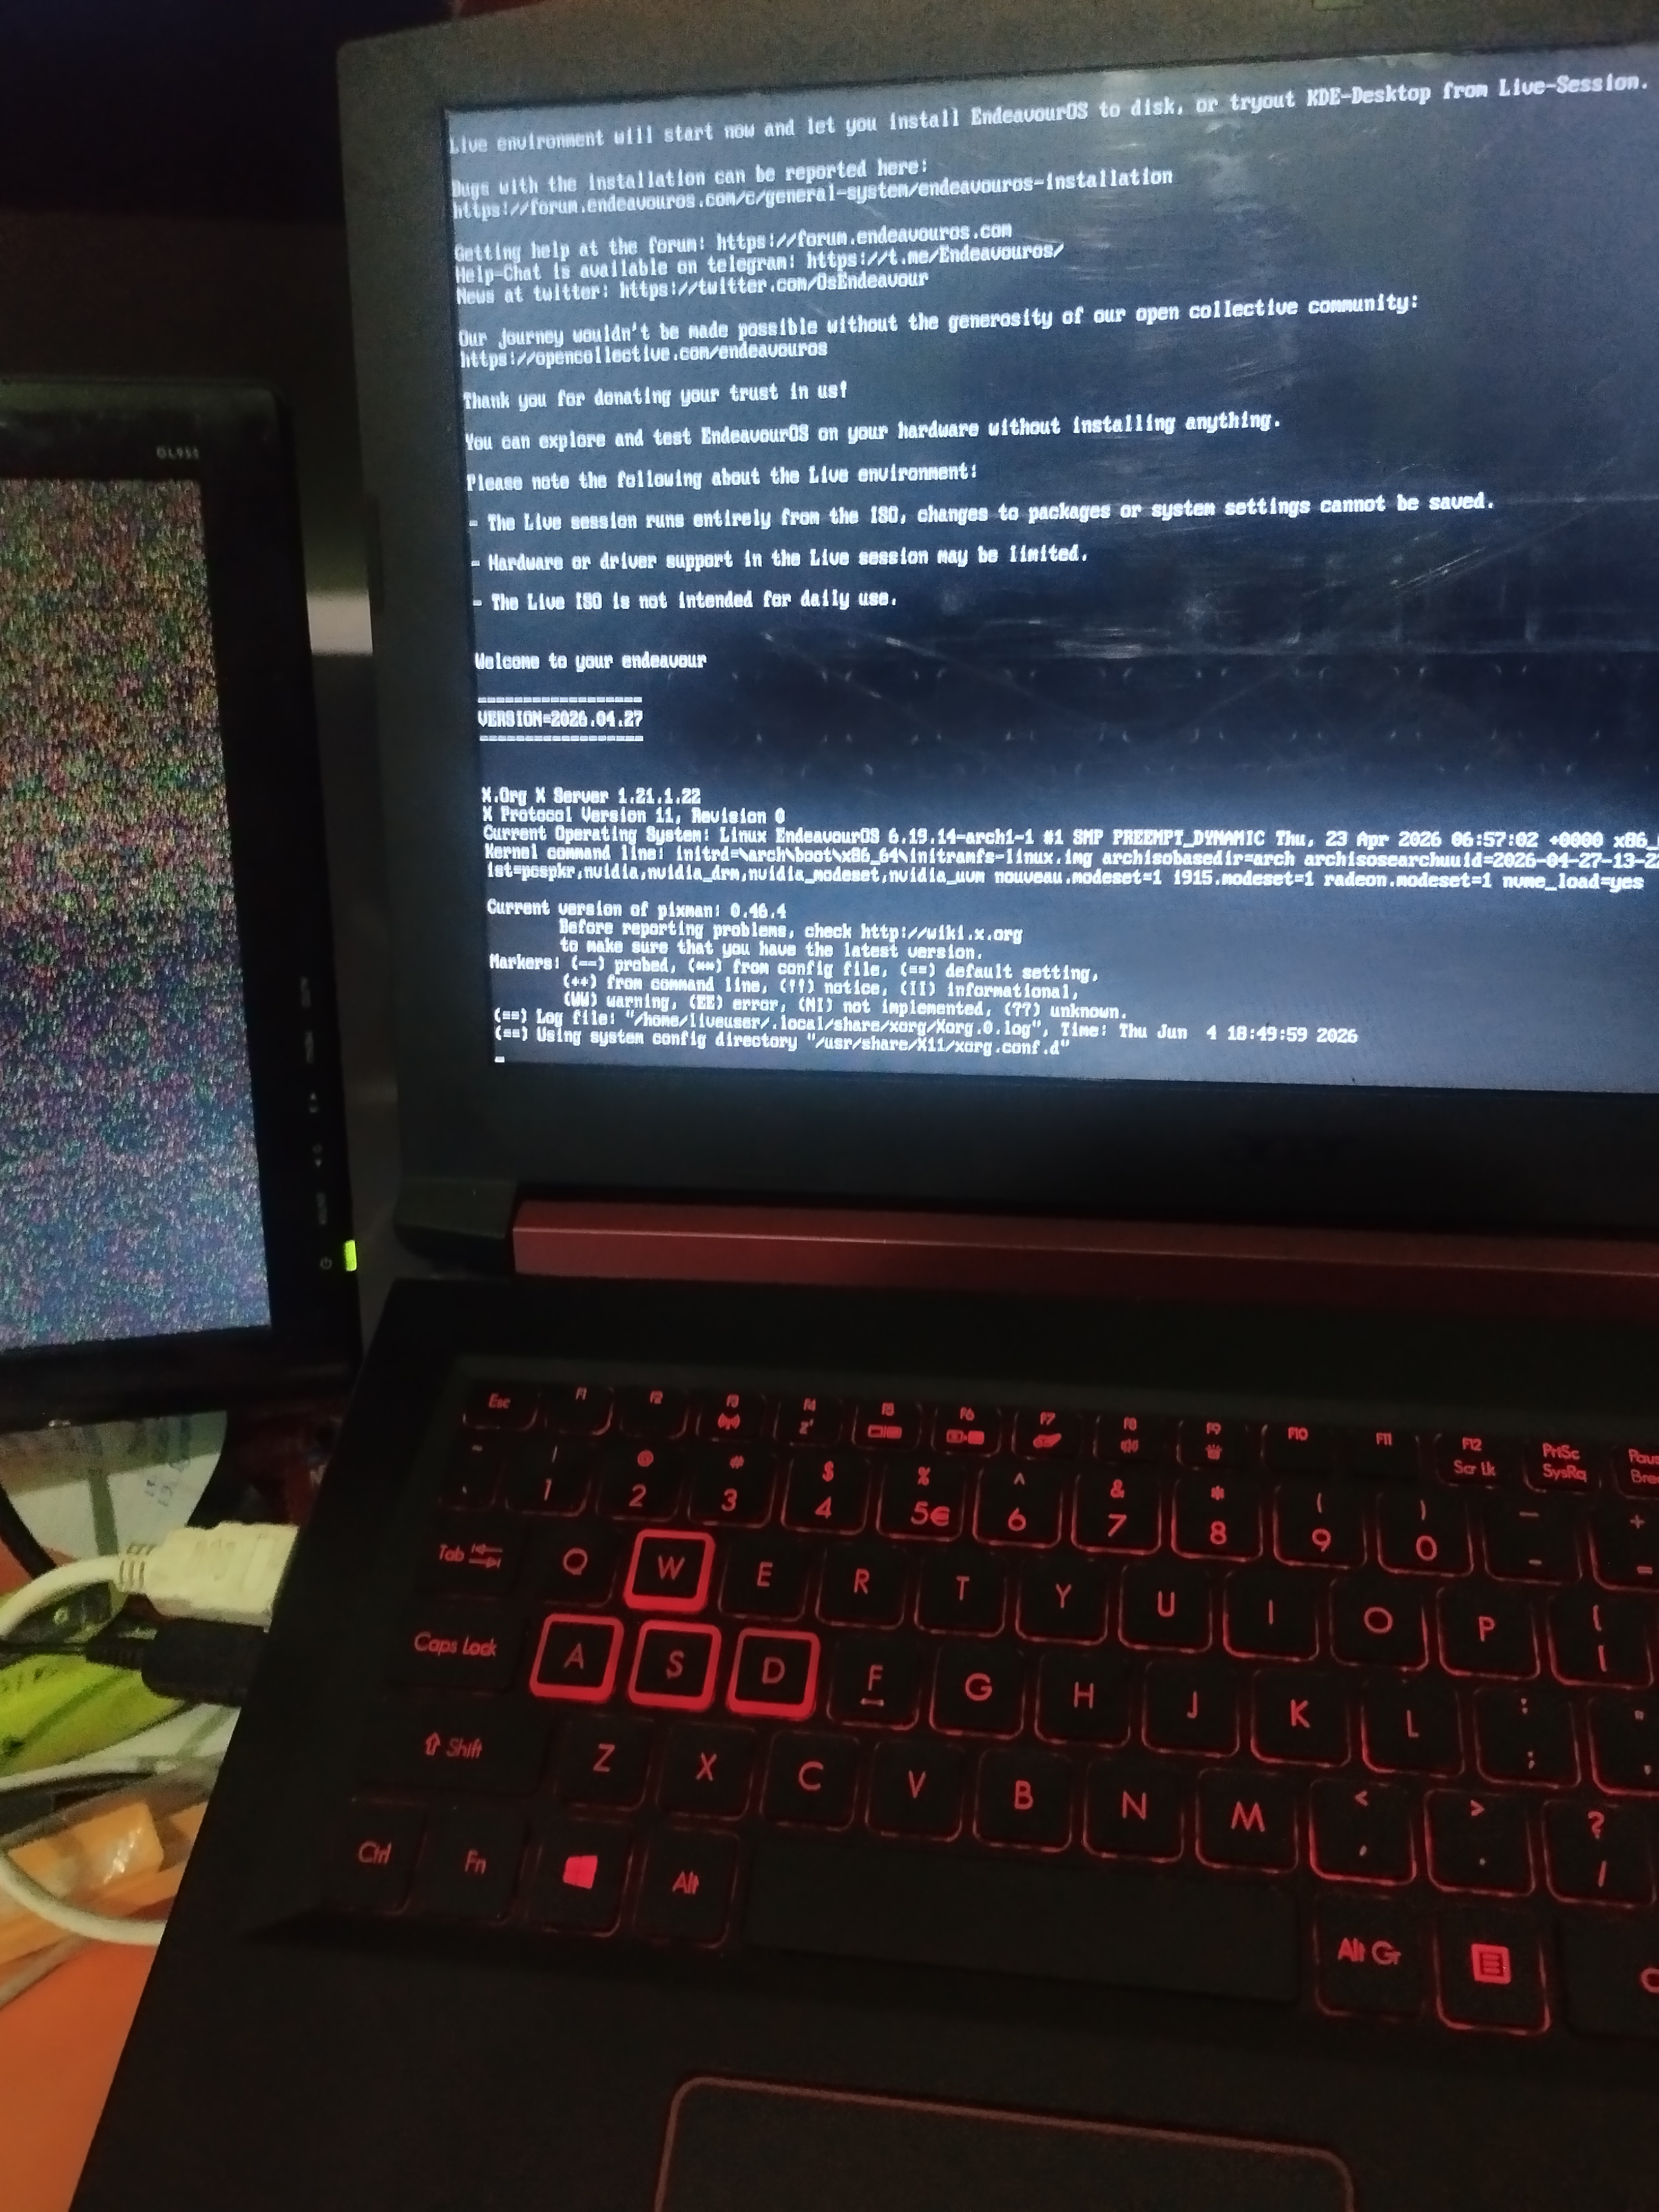 Live environment will start now and let you install EndeavourOS to disk, or tryout KDE-Desktop from Live-Session.
Bugs with the installation can be reported here:
https://forum.endeavouros.com/c/general-system/endeavouros-installation
Getting help at the forum: https://forum.endeavouros.com
Help-Chat is available on telegram: https://t.me/Endeavouros/
News at twitter: https://twitter.com/OsEndeavour
Our journey wouldn't be made possible without the generosity of our open collective community:
https://opencollective.com/endeavouros
Thank you for donating your trust in us!
You can explore and test EndeavourOS on your hardware without installing anything.
Please note the following about the Live environment:
- The Live session runs entirely from the ISO, changes to packages or system settings cannot be saved.
- Hardware or driver support in the Live session may be limited.
- The Live ISO is not intended for daily use.
Welcome to your endeavour
=================
VERSION=2026.04.27
=================
X.Org X Server 1.21.1.22
X Protocol Version 11, Revision 0
Current Operating System: Linux EndeavourOS 6.19.14-arch1-1 #1 SMP PREEMPT_DYNAMIC Thu, 23 Apr 2026 06:57:02 +0000 x86_
Kernel command line: initrd=\arch\boot\x86_64\initramfs-linux.img archisobasedir=arch archisosearchuuid=2026-04-27-13-2
ist=pcspkr,nvidia,nvidia_drm,nvidia_modeset,nvidia_uvm nouveau.modeset=1 i915.modeset=1 radeon.modeset=1 nvme_load=yes
Current version of pixman: 0.46.4
Before reporting problems, check http://wiki.x.org
to make sure that you have the latest version.
Markers: (--) probed, (**) from config file, (==) default setting,
(++) from command line, (!!) notice, (II) informational,
(WW) warning, (EE) error, (NI) not implemented, (??) unknown.
(==) Log file: "/home/liveuser/.local/share/xorg/Xorg.0.log", Time: Thu Jun 4 18:49:59 2026
(==) Using system config directory "/usr/share/X11/xorg.conf.d"
Esc F1 F2 F3 F4 F5 F6 F7 F8 F9 F10 F11 F12 PrtSc Paus
zᶻ Scr Lk SysRq Bre
~ ! @ # $ % ^ & * ( ) _ +
` 1 2 3 4 5€ 6 7 8 9 0 - =
Tab Q W E R T Y U I O P { [
Caps Lock A S D F G H J K L : ; " '
Shift Z X C V B N M < , > . ? /
Ctrl Fn Alt Alt Gr C